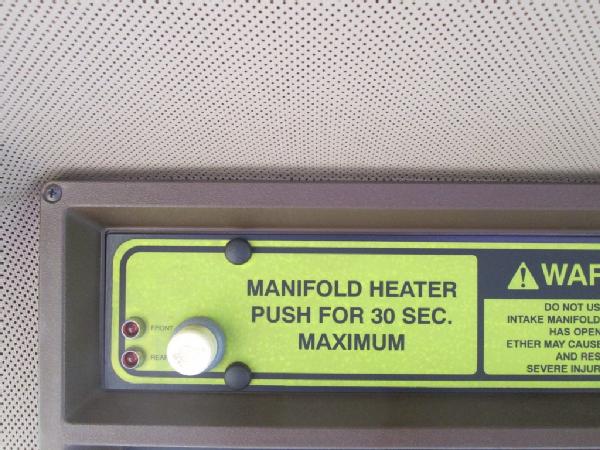 MANIFOLD HEATER
PUSH FOR 30 SEC.
MAXIMUM
FRONT
REAR
DO NOT US
INTAKE MANIFOLD
HAS OPEN
ETHER MAY CAUSE
AND RES
SEVERE INJUR